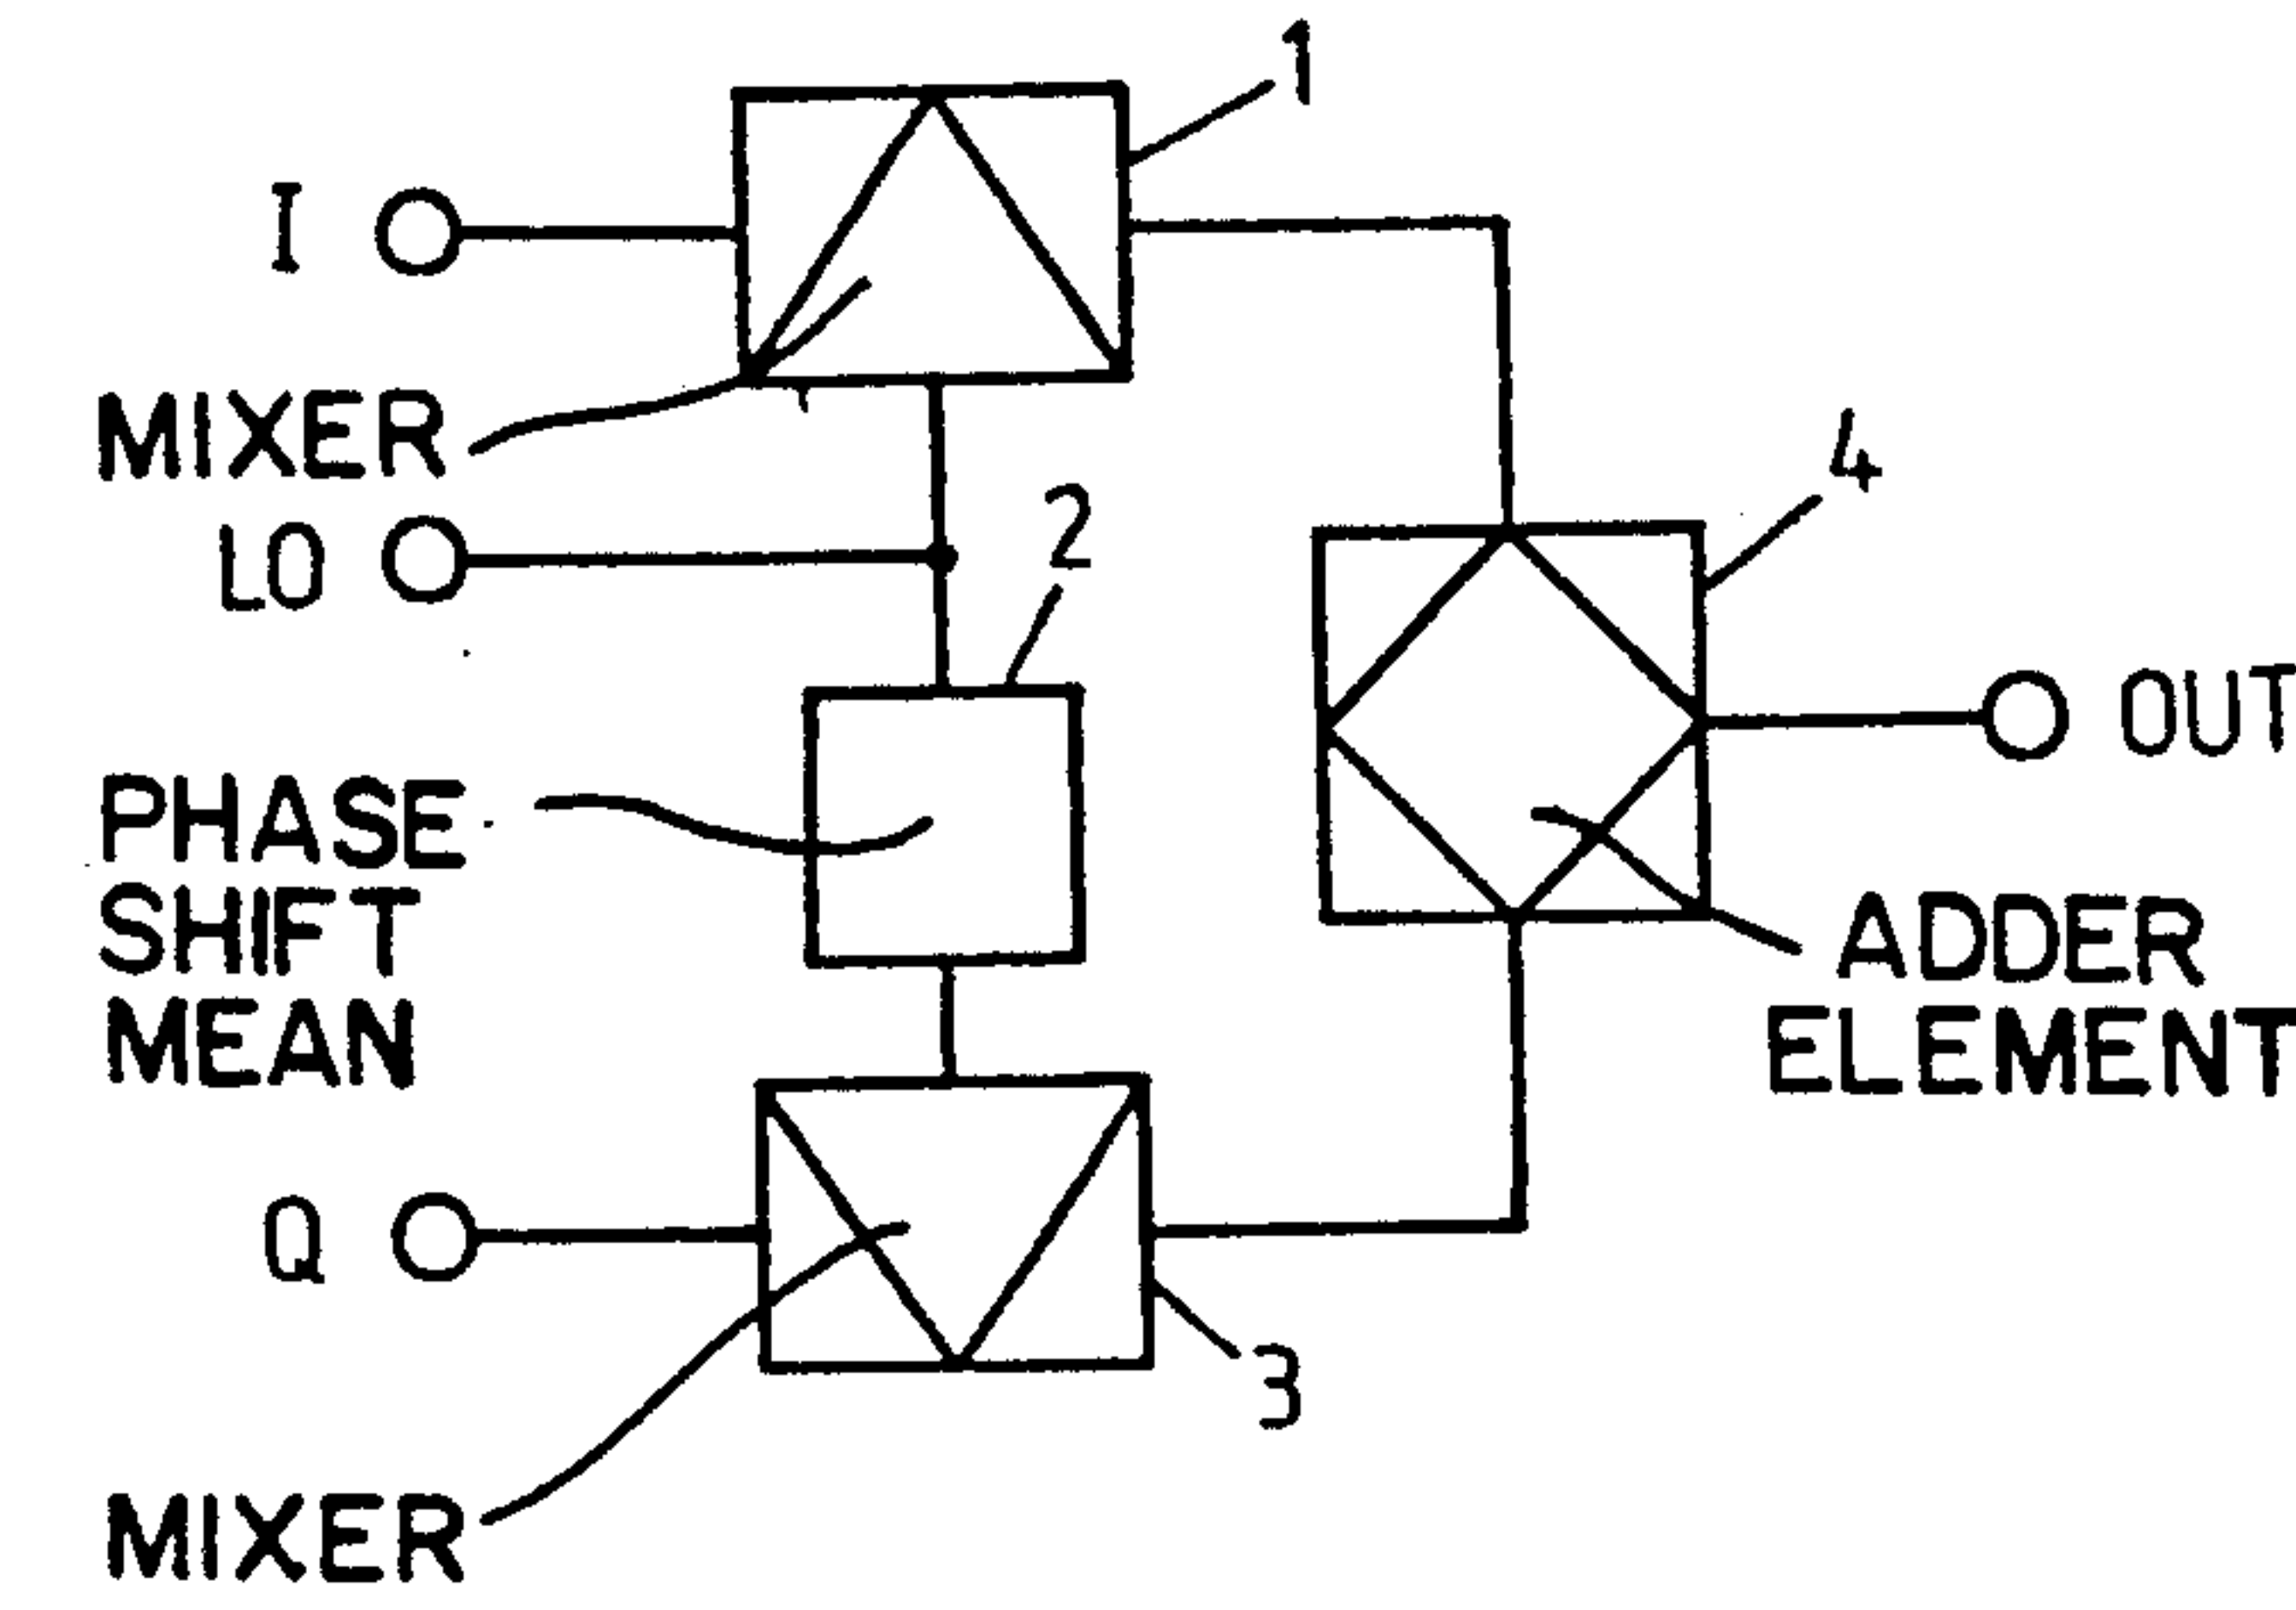 1
I
MIXER
4
LO
2
OUT
PHASE
SHIFT
MEAN
ADDER
ELEMENT
Q
3
MIXER